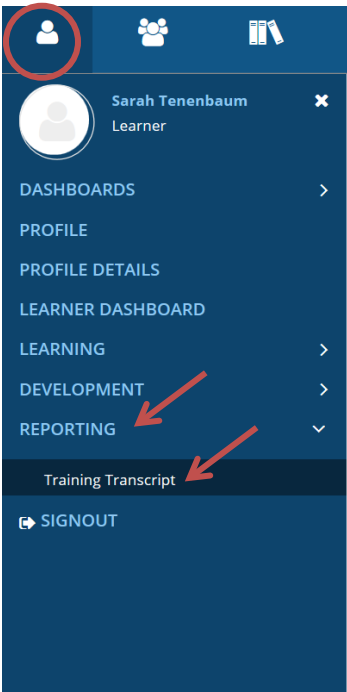 Sarah Tenenbaum
Learner
DASHBOARDS
PROFILE
PROFILE DETAILS
LEARNER DASHBOARD
LEARNING
DEVELOPMENT
REPORTING
Training Transcript
SIGNOUT